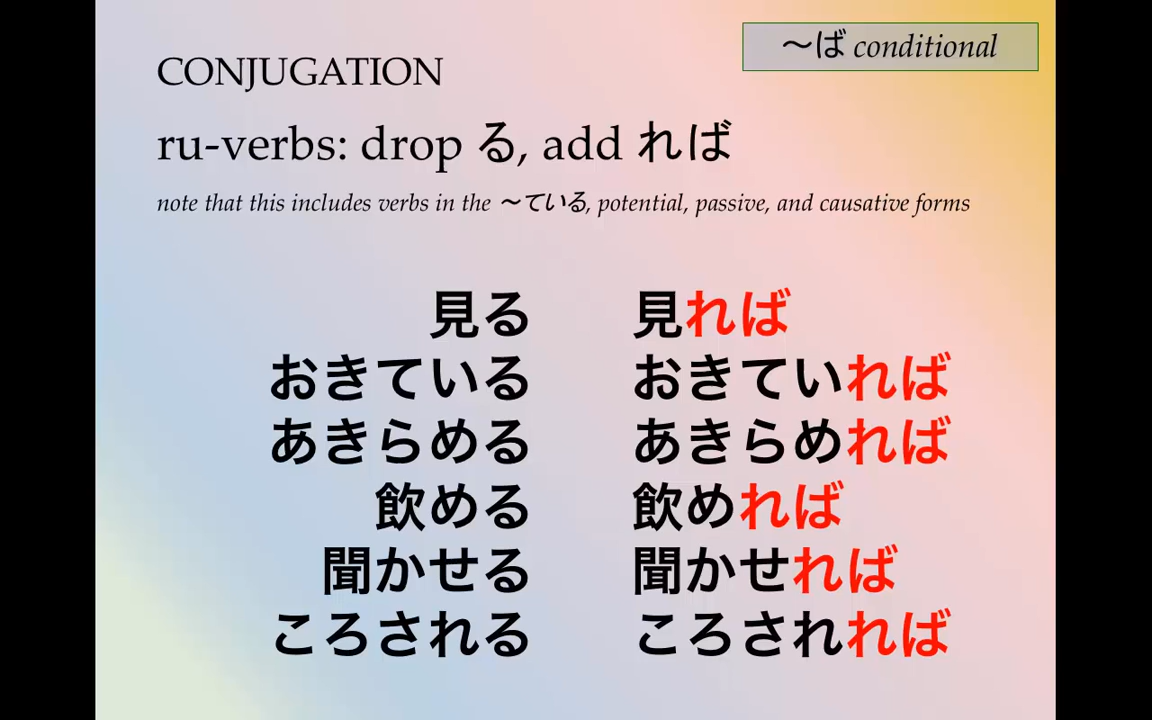 〜ば conditional
CONJUGATION
ru-verbs: drop る, add れば
note that this includes verbs in the 〜ている, potential, passive, and causative forms
見る 見れば
おきている おきていれば
あきらめる あきらめれば
飲める 飲めれば
聞かせる 聞かせれば
ころされる ころされれば